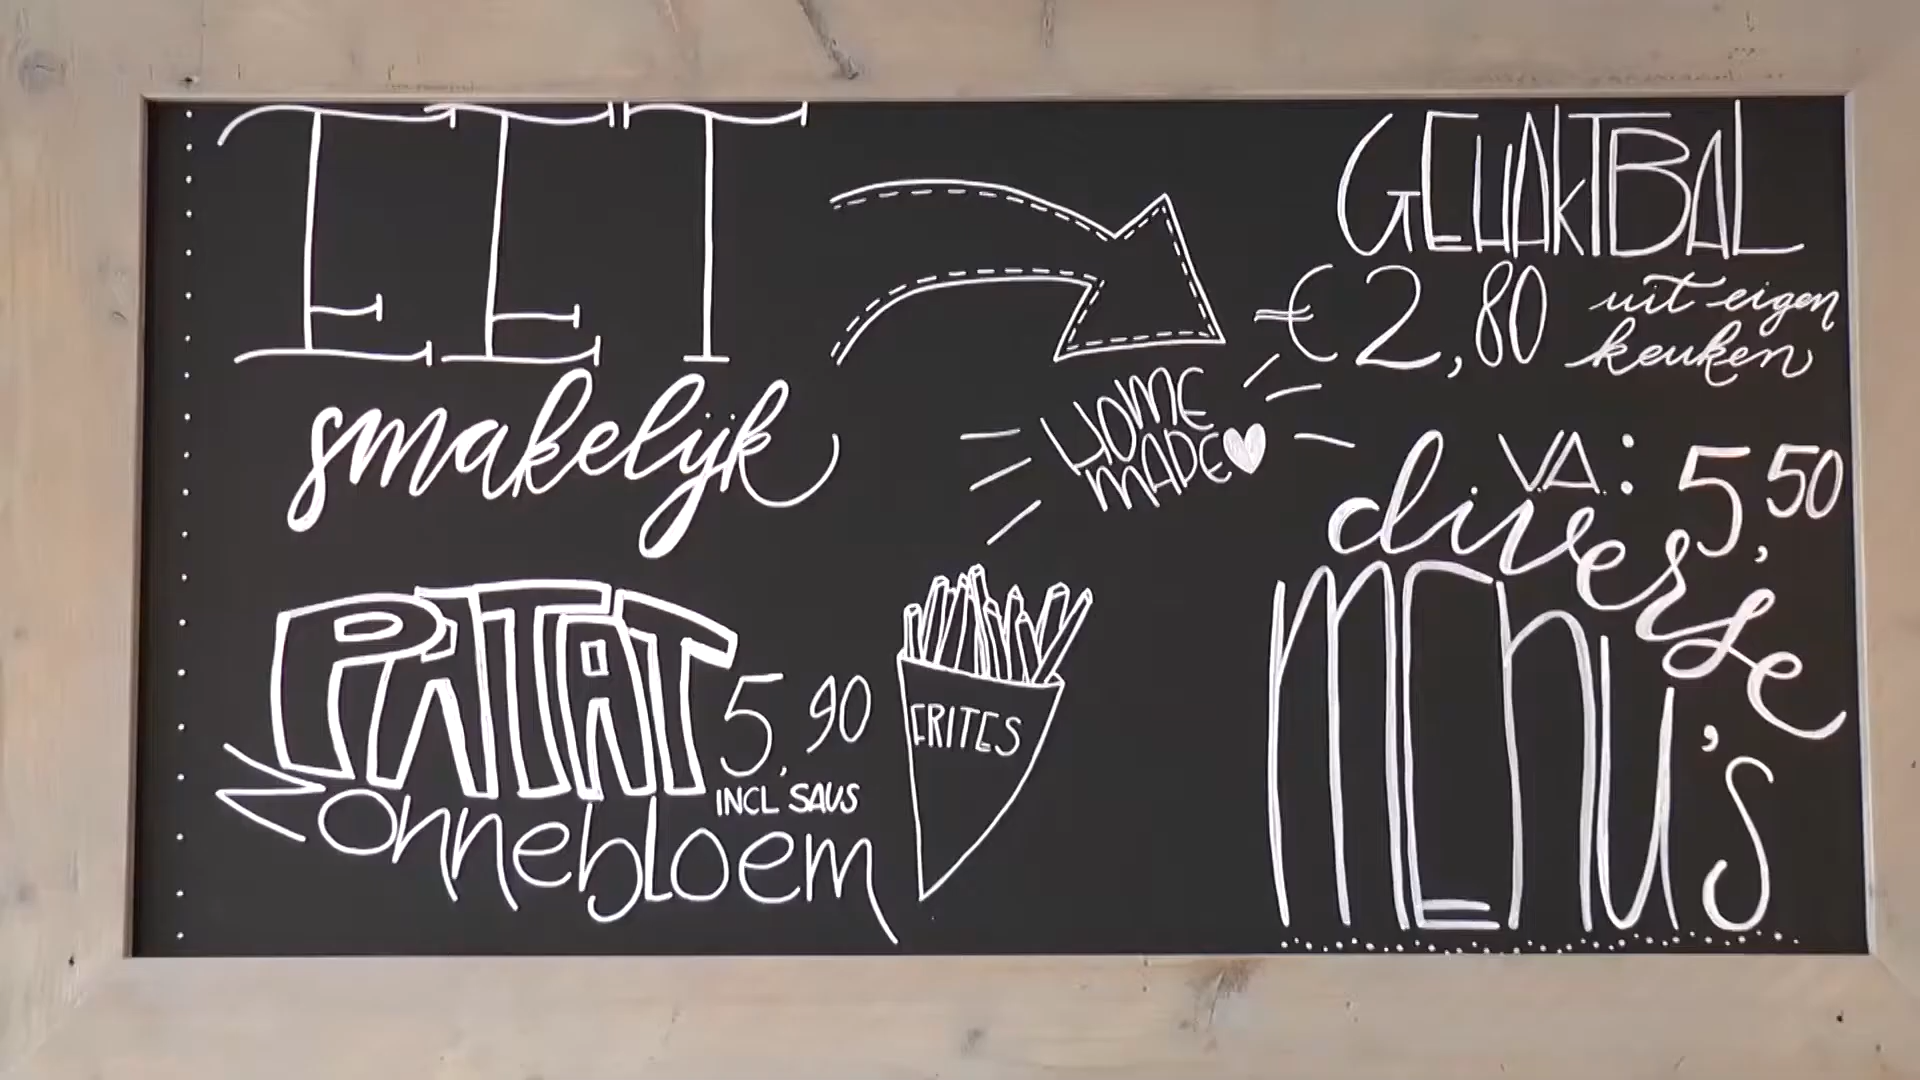 EET
smakelijk
PATAT 5,90
INCL SAUS
Zonnebloem
FRITES
HOME
MADE
GEHAKTBAL
€2,80 uit eigen
keuken
VA: 5,50
diverse
MENU'S